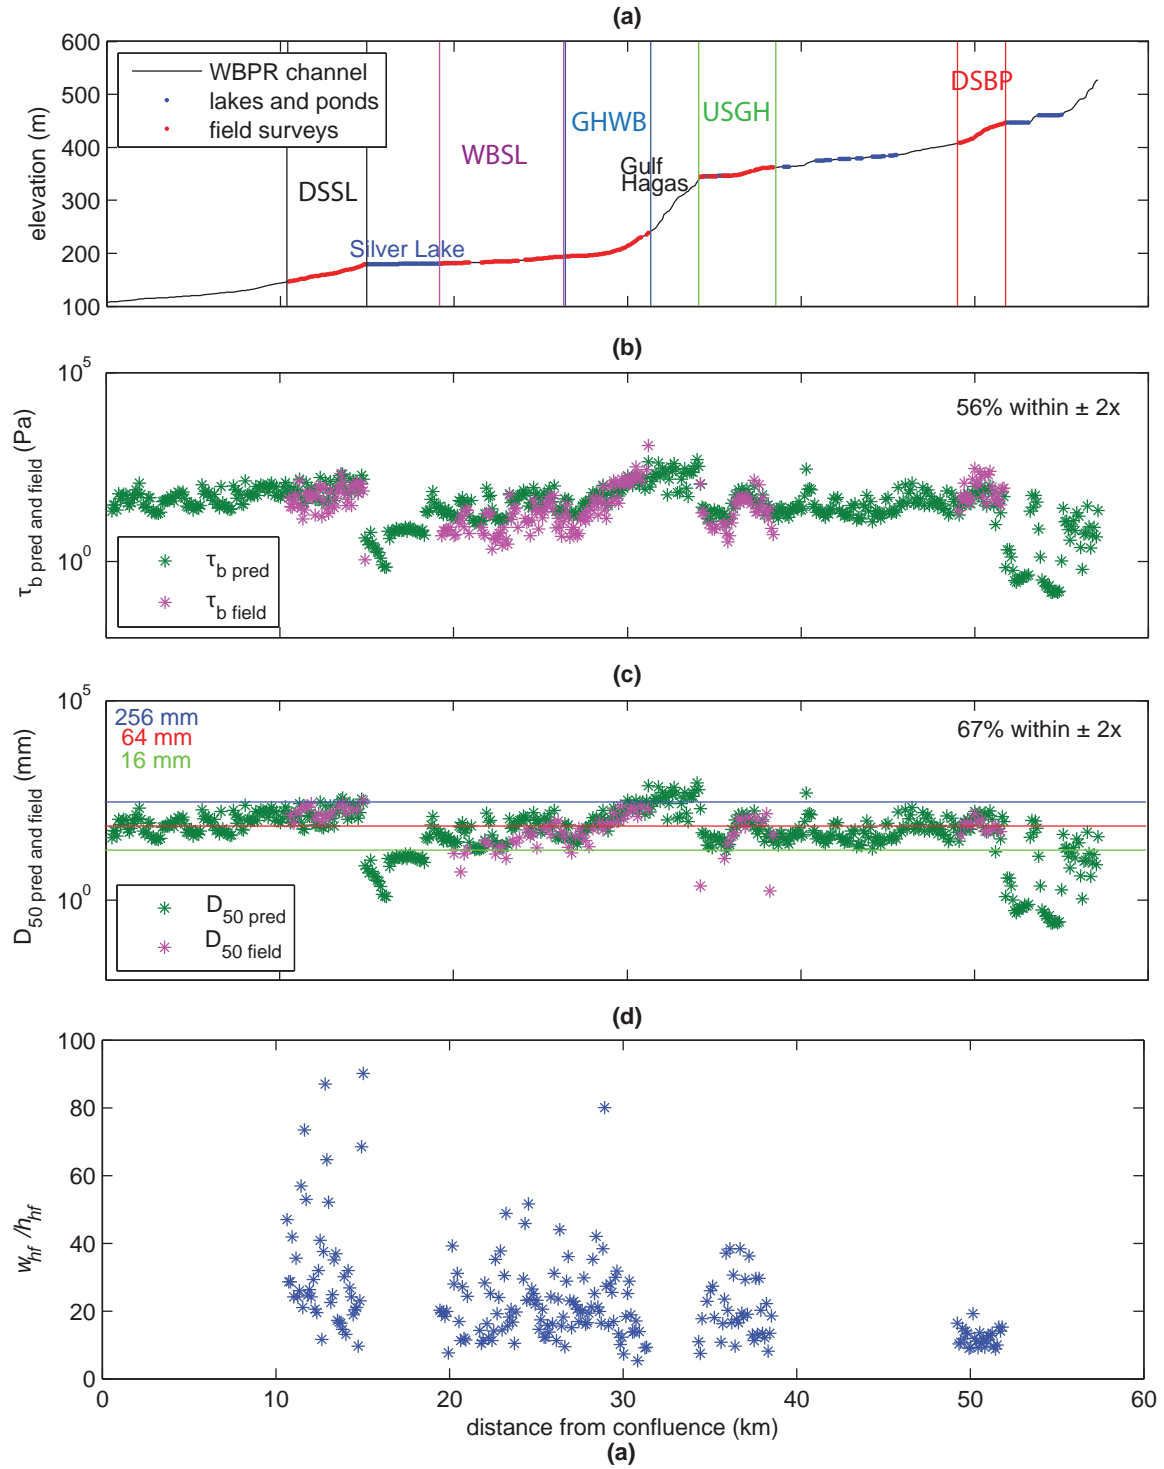 (a)
600
500
400
300
200
100
elevation (m)
WBPR channel
lakes and ponds
field surveys
DSSL
Silver Lake
WBSL
GHWB
Gulf
Hagas
USGH
DSBP
(b)
10^5
10^0
τ_b pred and field (Pa)
56% within ± 2x
τ_b pred
τ_b field
(c)
10^5
10^0
D_50 pred and field (mm)
256 mm
64 mm
16 mm
67% within ± 2x
D_50 pred
D_50 field
(d)
100
80
60
40
20
0
w_hf/h_hf
0 10 20 30 40 50 60
distance from confluence (km)
(a)